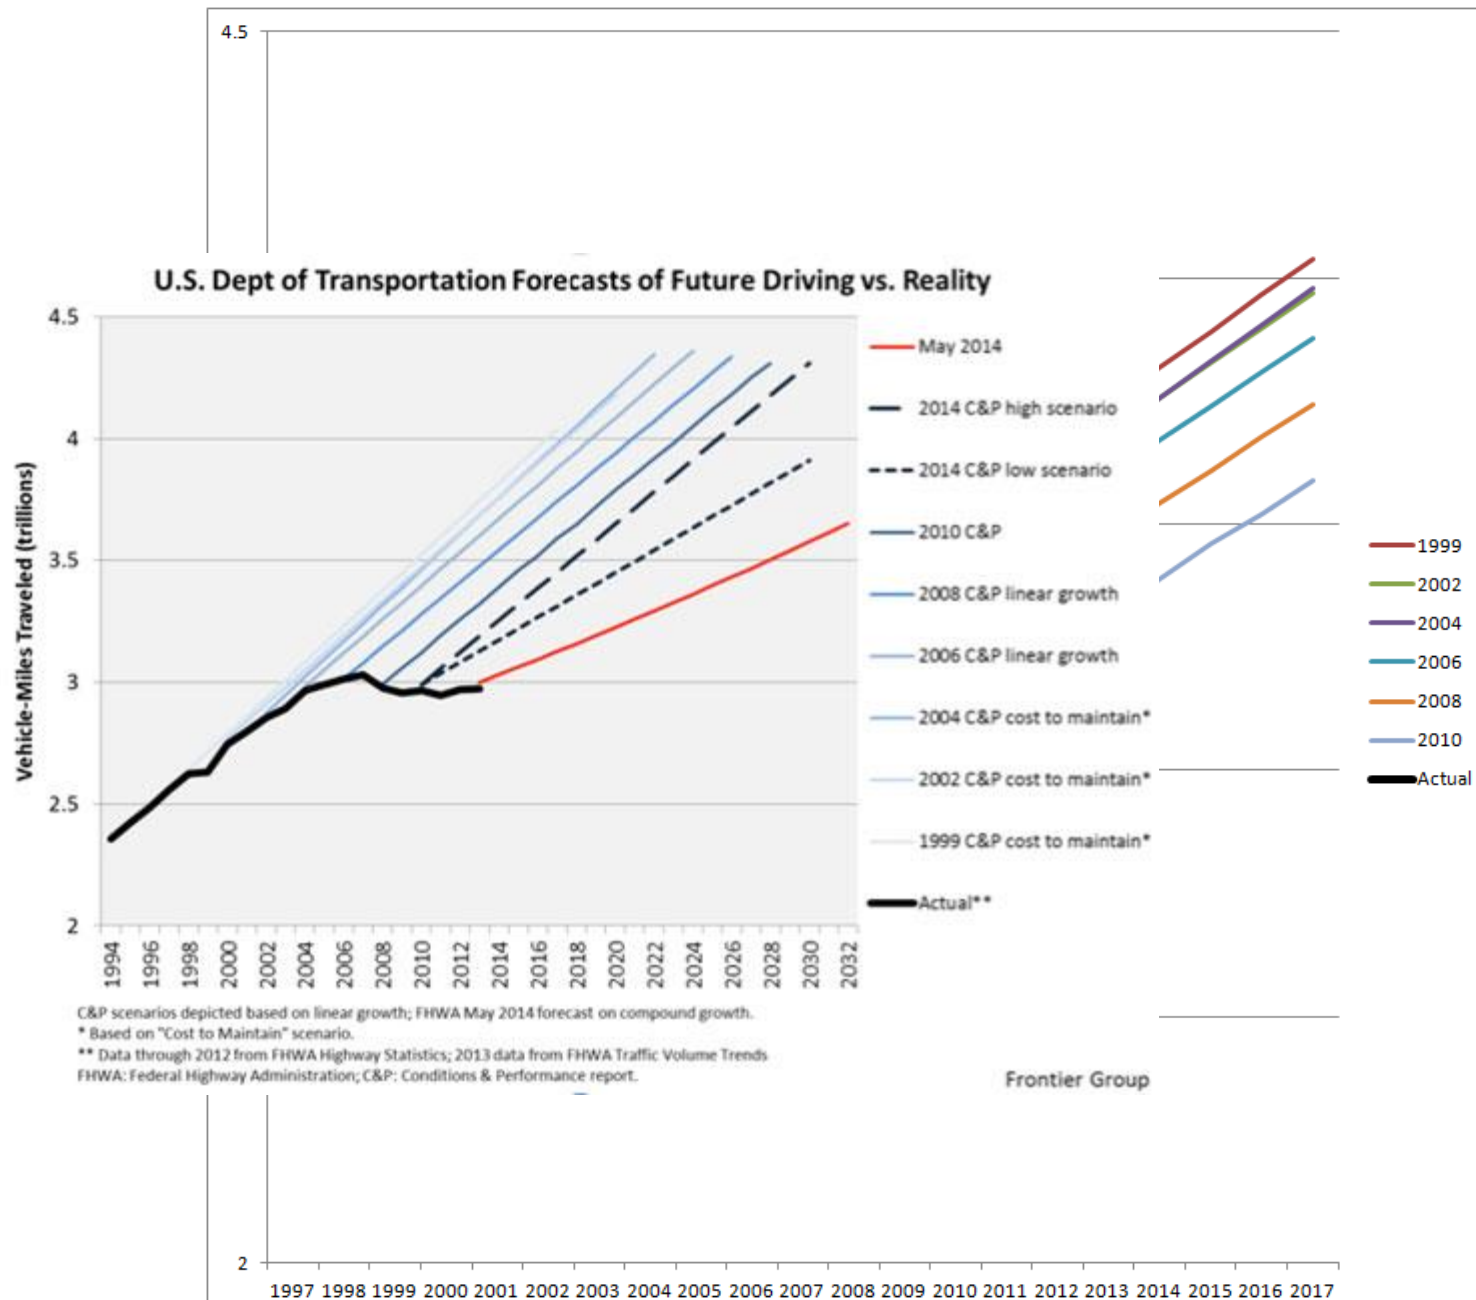 4.5
U.S. Dept of Transportation Forecasts of Future Driving vs. Reality
Vehicle-Miles Traveled (trillions)
4.5
4
3.5
3
2.5
2
1994 1996 1998 2000 2002 2004 2006 2008 2010 2012 2014 2016 2018 2020 2022 2024 2026 2028 2030 2032
May 2014
2014 C&P high scenario
2014 C&P low scenario
2010 C&P
2008 C&P linear growth
2006 C&P linear growth
2004 C&P cost to maintain*
2002 C&P cost to maintain*
1999 C&P cost to maintain*
Actual**
C&P scenarios depicted based on linear growth; FHWA May 2014 forecast on compound growth.
* Based on "Cost to Maintain" scenario.
** Data through 2012 from FHWA Highway Statistics; 2013 data from FHWA Traffic Volume Trends
FHWA: Federal Highway Administration; C&P: Conditions & Performance report.
Frontier Group
1999
2002
2004
2006
2008
2010
Actual
2
1997 1998 1999 2000 2001 2002 2003 2004 2005 2006 2007 2008 2009 2010 2011 2012 2013 2014 2015 2016 2017